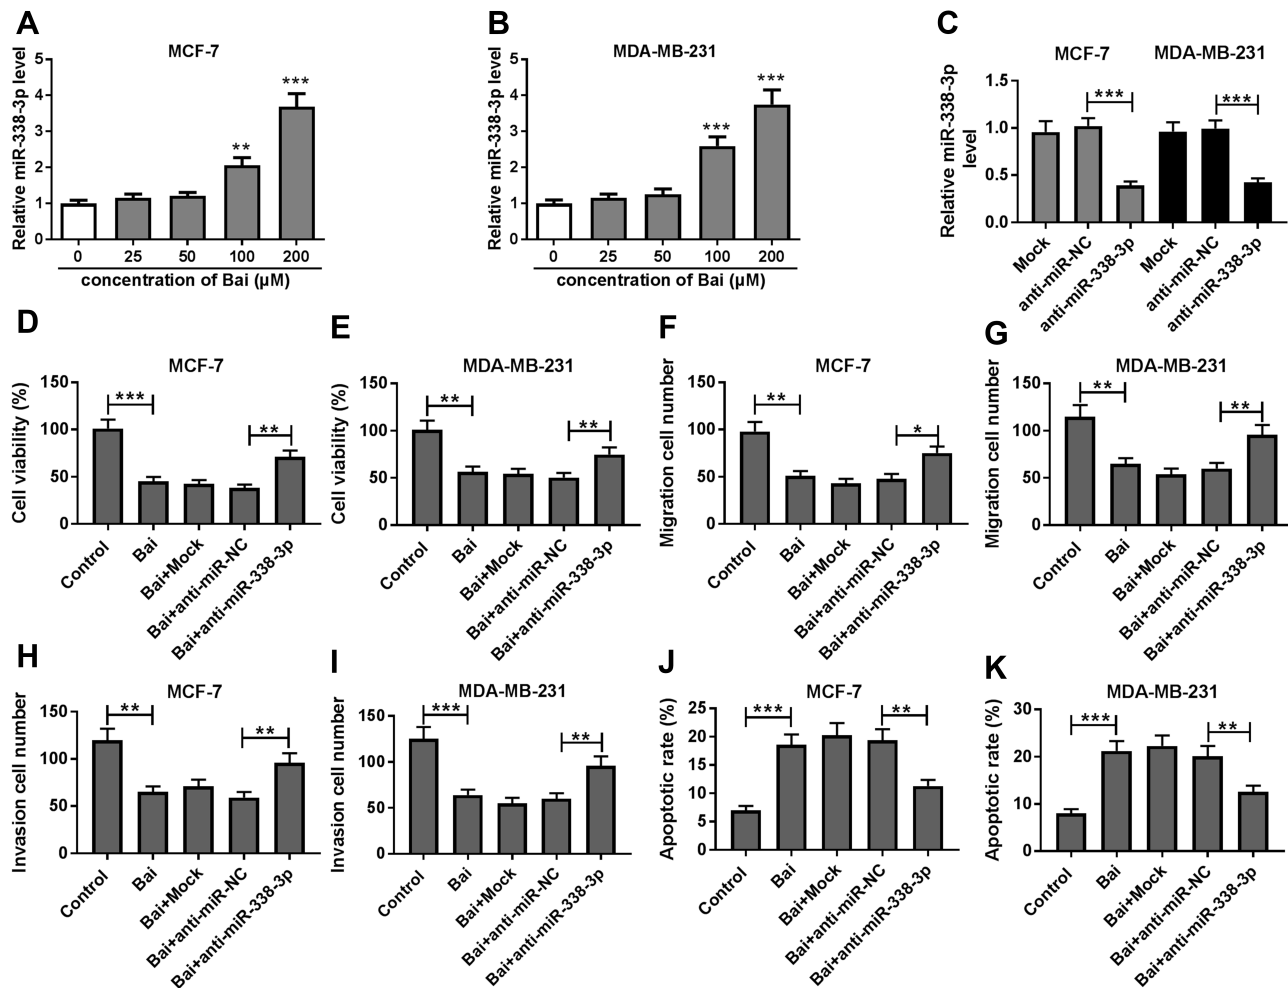 A
MCF-7
Relative miR-338-3p level
5
4
3
2
1
0
**
***
0 25 50 100 200
concentration of Bai (µM)
B
MDA-MB-231
Relative miR-338-3p level
5
4
3
2
1
0
***
***
0 25 50 100 200
concentration of Bai (µM)
C
MCF-7 MDA-MB-231
Relative miR-338-3p
level
1.5
1.0
0.5
0.0
***
***
Mock
anti-miR-NC
anti-miR-338-3p
Mock
anti-miR-NC
anti-miR-338-3p
D
MCF-7
Cell viability (%)
150
100
50
0
***
**
Control
Bai
Bai+Mock
Bai+anti-miR-NC
Bai+anti-miR-338-3p
E
MDA-MB-231
Cell viability (%)
150
100
50
0
**
**
Control
Bai
Bai+Mock
Bai+anti-miR-NC
Bai+anti-miR-338-3p
F
MCF-7
Migration cell number
150
100
50
0
**
*
Control
Bai
Bai+Mock
Bai+anti-miR-NC
Bai+anti-miR-338-3p
G
MDA-MB-231
Migration cell number
150
100
50
0
**
**
Control
Bai
Bai+Mock
Bai+anti-miR-NC
Bai+anti-miR-338-3p
H
MCF-7
Invasion cell number
150
100
50
0
**
**
Control
Bai
Bai+Mock
Bai+anti-miR-NC
Bai+anti-miR-338-3p
I
MDA-MB-231
Invasion cell number
150
100
50
0
***
**
Control
Bai
Bai+Mock
Bai+anti-miR-NC
Bai+anti-miR-338-3p
J
MCF-7
Apoptotic rate (%)
25
20
15
10
5
0
***
**
Control
Bai
Bai+Mock
Bai+anti-miR-NC
Bai+anti-miR-338-3p
K
MDA-MB-231
Apoptotic rate (%)
30
20
10
0
***
**
Control
Bai
Bai+Mock
Bai+anti-miR-NC
Bai+anti-miR-338-3p